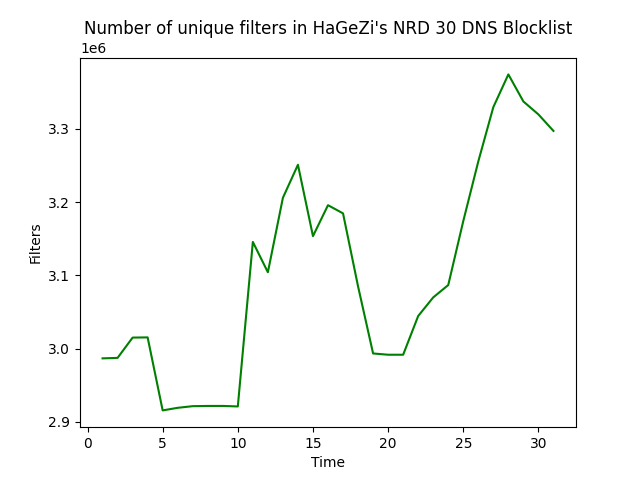 Number of unique filters in HaGeZi's NRD 30 DNS Blocklist
1e6
3.3
3.2
3.1
3.0
2.9
Filters
0 5 10 15 20 25 30
Time